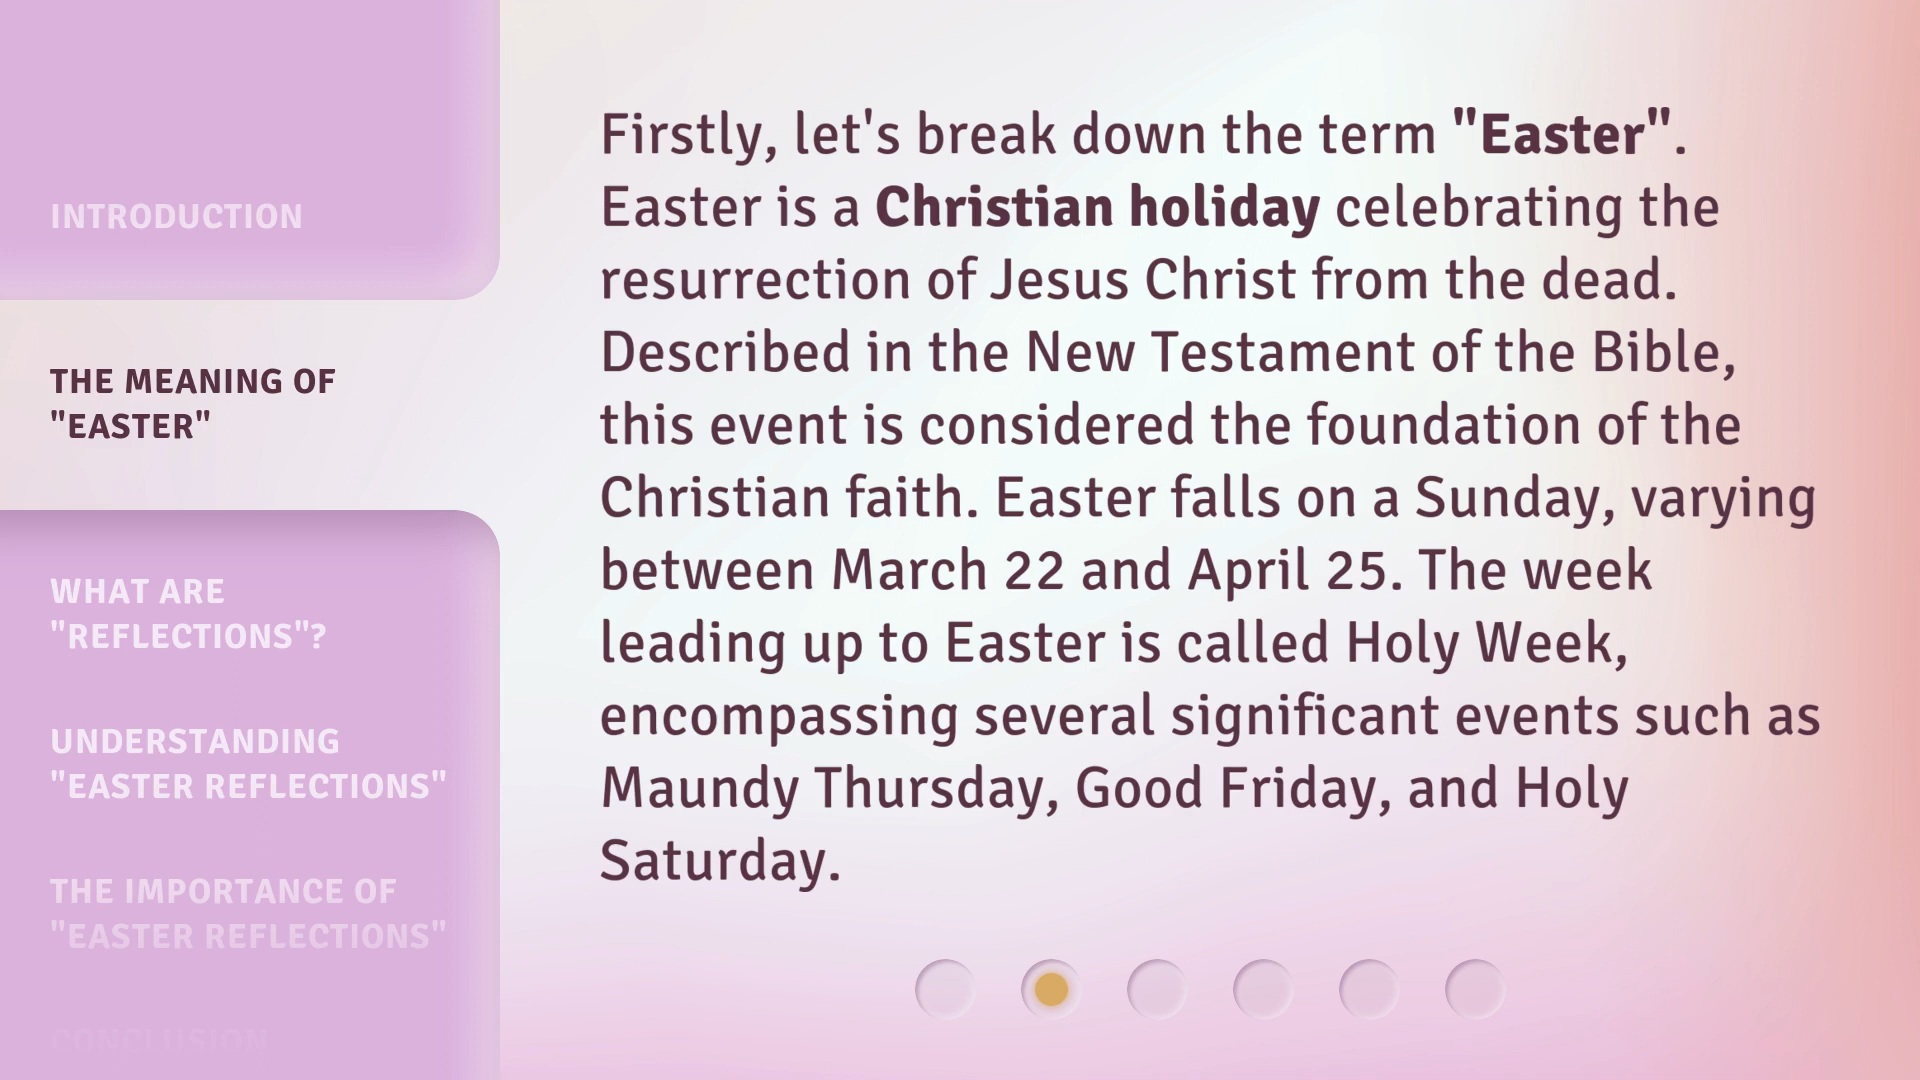 INTRODUCTION
THE MEANING OF
"EASTER"
WHAT ARE
"REFLECTIONS"?
UNDERSTANDING
"EASTER REFLECTIONS"
THE IMPORTANCE OF
"EASTER REFLECTIONS"
CONCLUSION
Firstly, let's break down the term "Easter".
Easter is a Christian holiday celebrating the
resurrection of Jesus Christ from the dead.
Described in the New Testament of the Bible,
this event is considered the foundation of the
Christian faith. Easter falls on a Sunday, varying
between March 22 and April 25. The week
leading up to Easter is called Holy Week,
encompassing several significant events such as
Maundy Thursday, Good Friday, and Holy
Saturday.